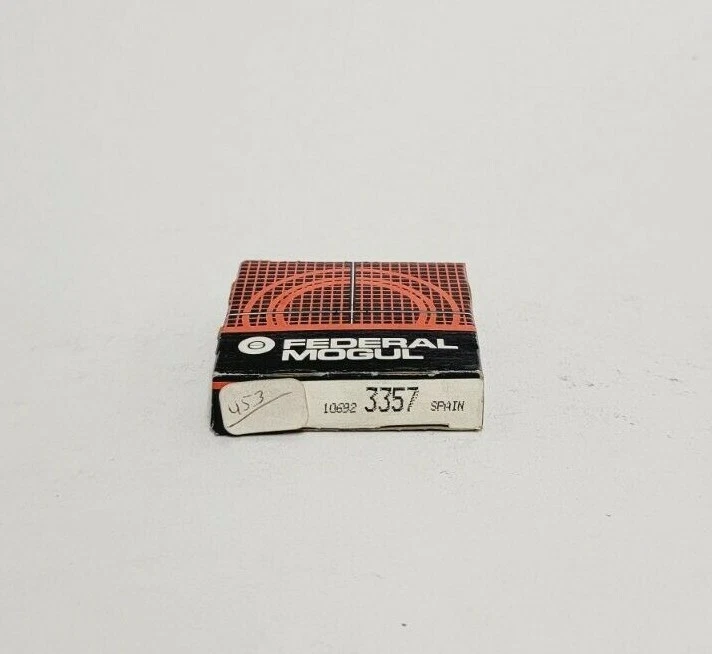 FEDERAL
MOGUL
453
10692 3357 SPAIN